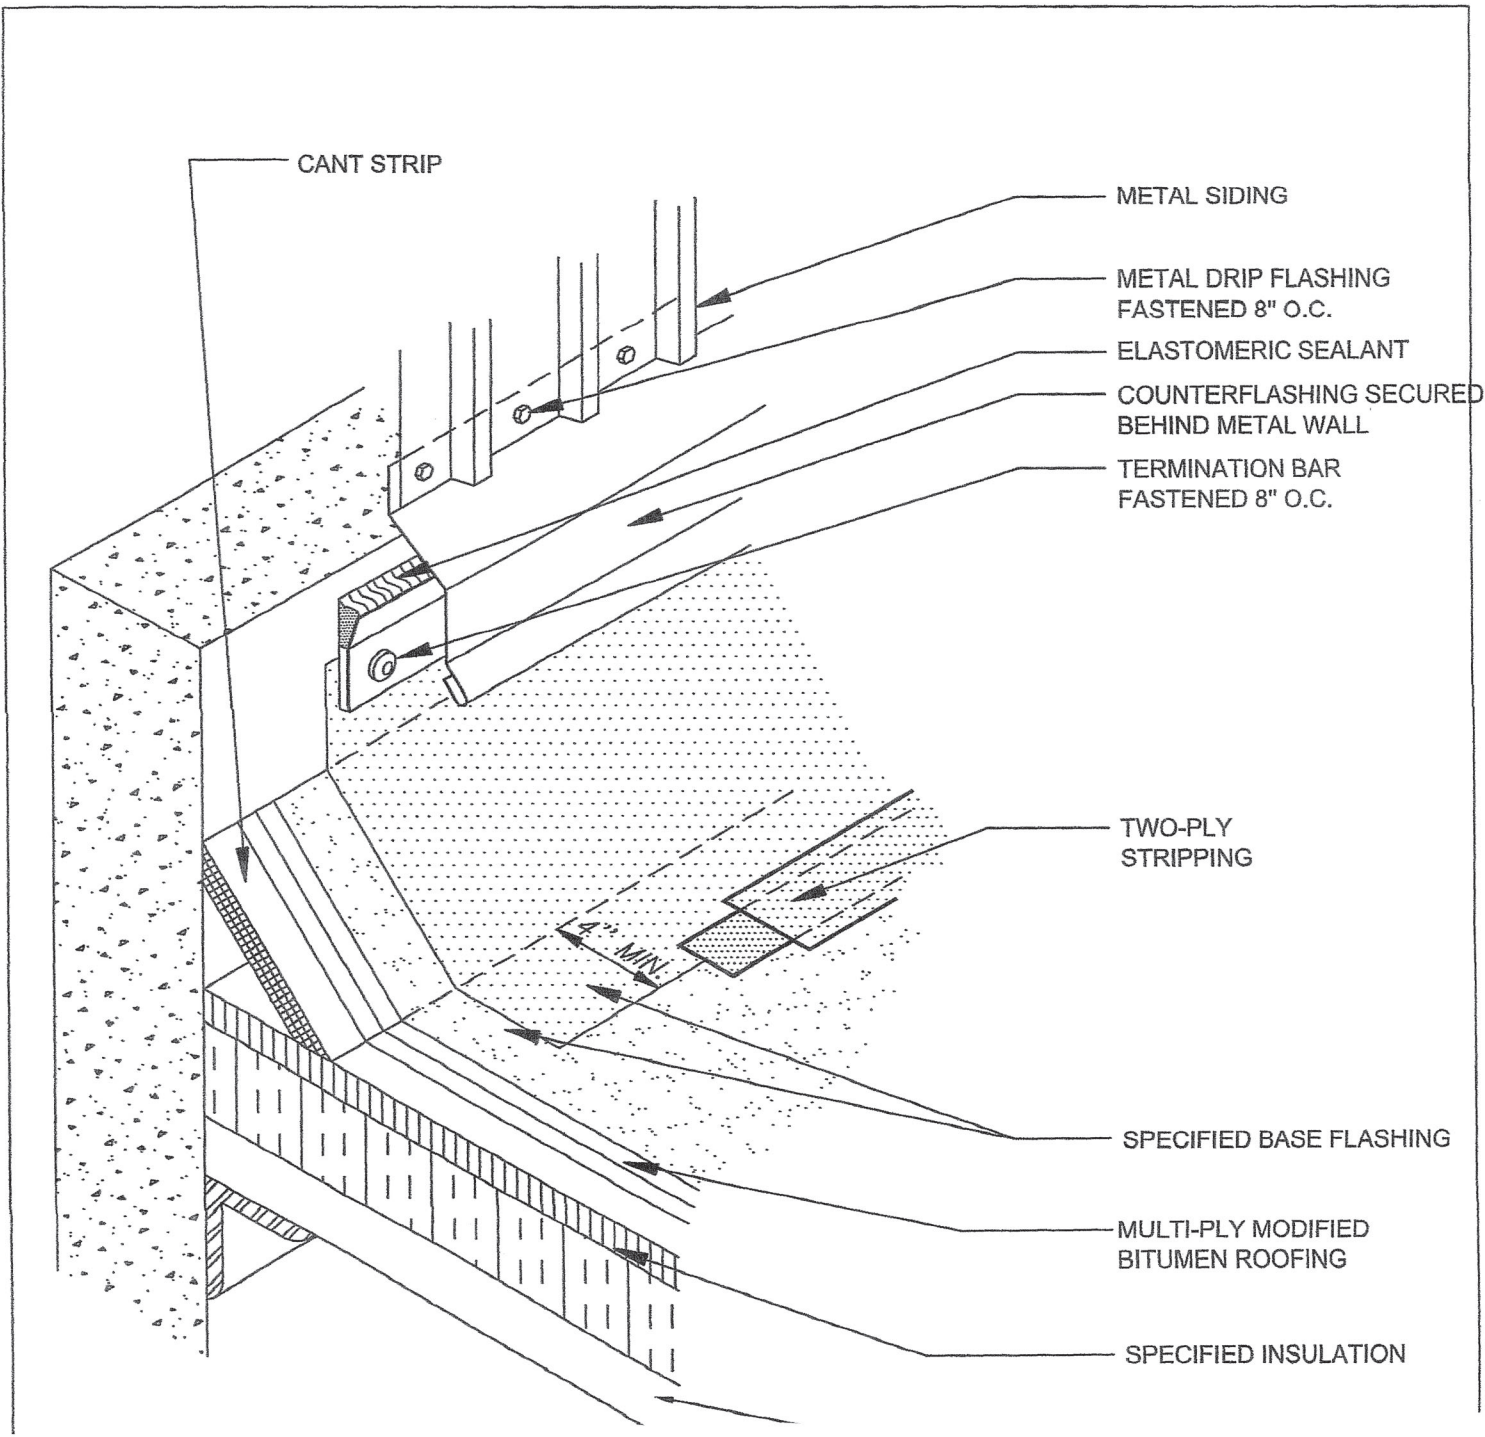 CANT STRIP
METAL SIDING
METAL DRIP FLASHING
FASTENED 8" O.C.
ELASTOMERIC SEALANT
COUNTERFLASHING SECURED
BEHIND METAL WALL
TERMINATION BAR
FASTENED 8" O.C.
TWO-PLY
STRIPPING
4" MIN.
SPECIFIED BASE FLASHING
MULTI-PLY MODIFIED
BITUMEN ROOFING
SPECIFIED INSULATION